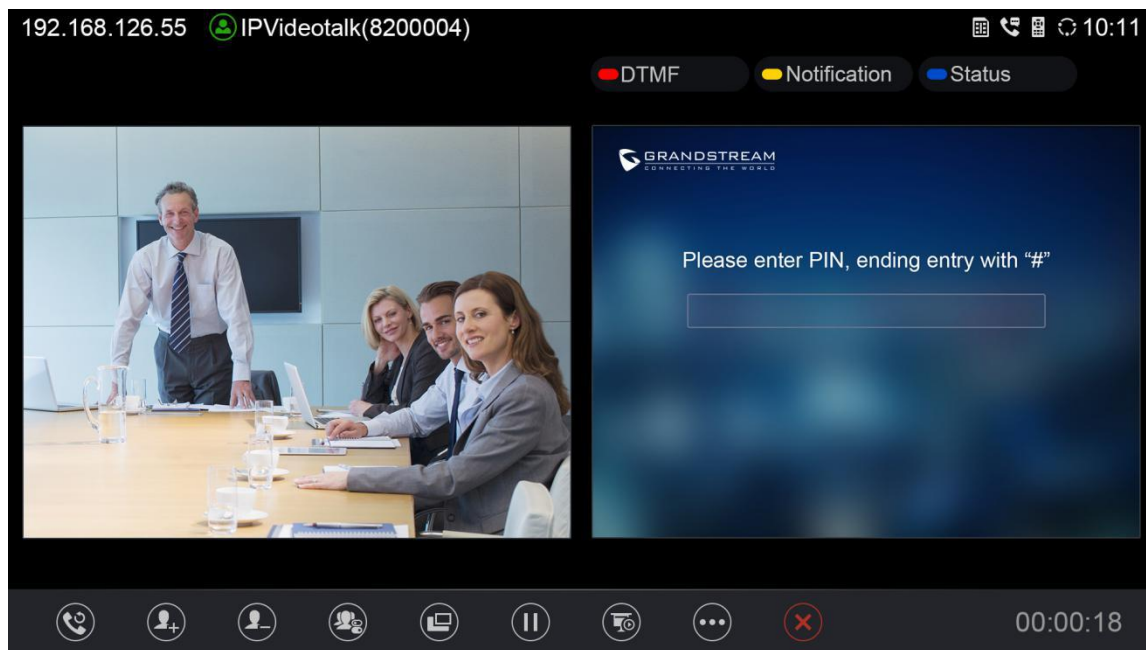 192.168.126.55 IPVideotalk(8200004) 10:11
DTMF Notification Status
GRANDSTREAM
CONNECTING THE WORLD
Please enter PIN, ending entry with “#”
00:00:18